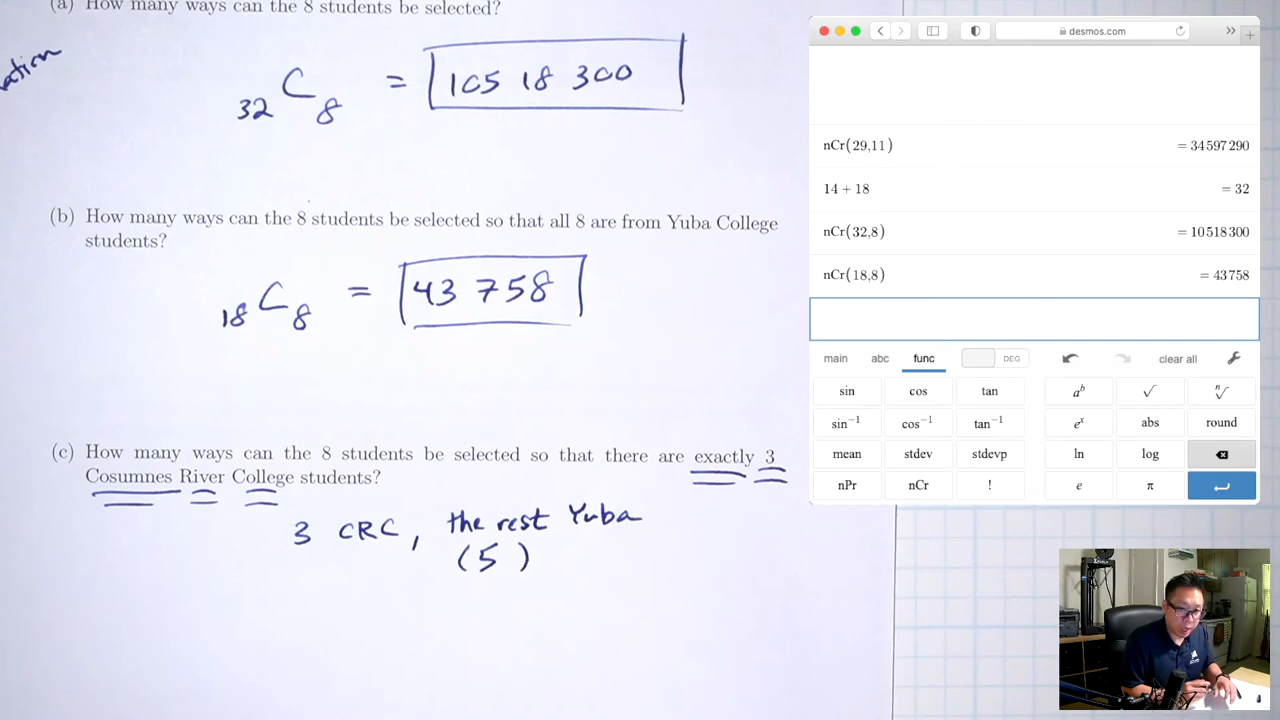 (a) How many ways can the 8 students be selected?
32 C 8 = 105 18 300
(b) How many ways can the 8 students be selected so that all 8 are from Yuba College
students?
18 C 8 = 43 758
(c) How many ways can the 8 students be selected so that there are exactly 3
Cosumnes River College students?
3 CRC, the rest Yuba
(5)
desmos.com
nCr(29,11) = 34597290
14 + 18 = 32
nCr(32,8) = 10518300
nCr(18,8) = 43758
main abc func DEG clear all
sin cos tan a^b √ ⁿ√
sin⁻¹ cos⁻¹ tan⁻¹ eˣ abs round
mean stdev stdevp ln log
nPr nCr ! e π